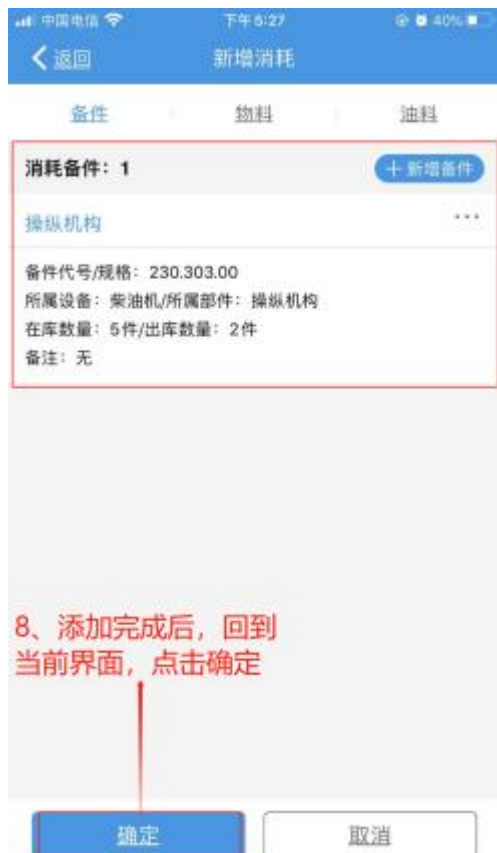 中国电信 下午5:27 40%
返回 新增消耗
备件 物料 油料
消耗备件：1 +新增备件
操纵机构 ...
备件代号/规格：230.303.00
所属设备：柴油机/所属部件：操纵机构
在库数量：5件/出库数量：2件
备注：无
8、添加完成后，回到
当前界面，点击确定
确定 取消